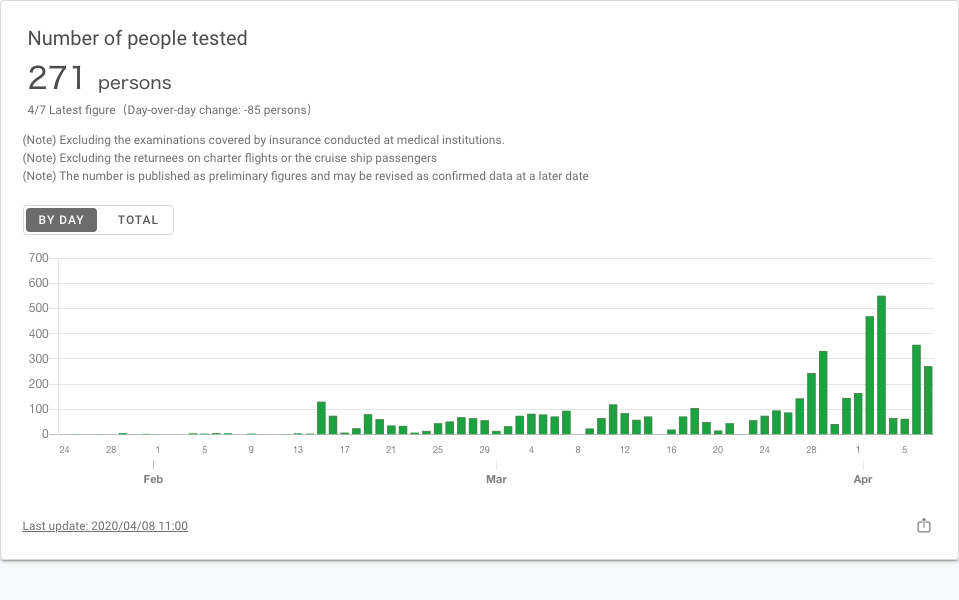 Number of people tested
271 persons
4/7 Latest figure（Day-over-day change: -85 persons）
(Note) Excluding the examinations covered by insurance conducted at medical institutions.
(Note) Excluding the returnees on charter flights or the cruise ship passengers
(Note) The number is published as preliminary figures and may be revised as confirmed data at a later date
BY DAY TOTAL
700
600
500
400
300
200
100
0
24 28 1 5 9 13 17 21 25 29 4 8 12 16 20 24 28 1 5
Feb Mar Apr
Last update: 2020/04/08 11:00